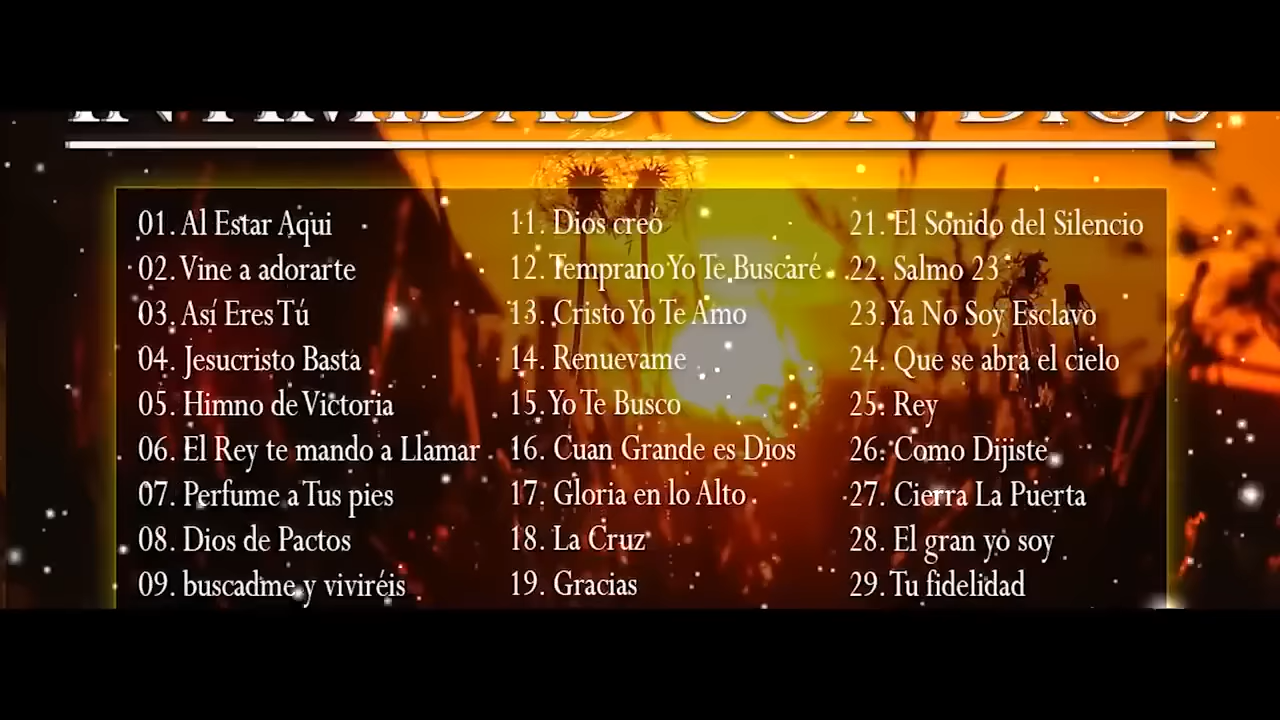 INTIMIDAD CON DIOS
01. Al Estar Aqui
02. Vine a adorarte
03. Así Eres Tú
04. Jesucristo Basta
05. Himno de Victoria
06. El Rey te mando a Llamar
07. Perfume a Tus pies
08. Dios de Pactos
09. buscadme y viviréis
11. Dios creó
12. Temprano Yo Te Buscaré
13. Cristo Yo Te Amo
14. Renuevame
15. Yo Te Busco
16. Cuan Grande es Dios
17. Gloria en lo Alto
18. La Cruz
19. Gracias
21. El Sonido del Silencio
22. Salmo 23
23. Ya No Soy Esclavo
24. Que se abra el cielo
25. Rey
26. Como Dijiste
27. Cierra La Puerta
28. El gran yo soy
29. Tu fidelidad